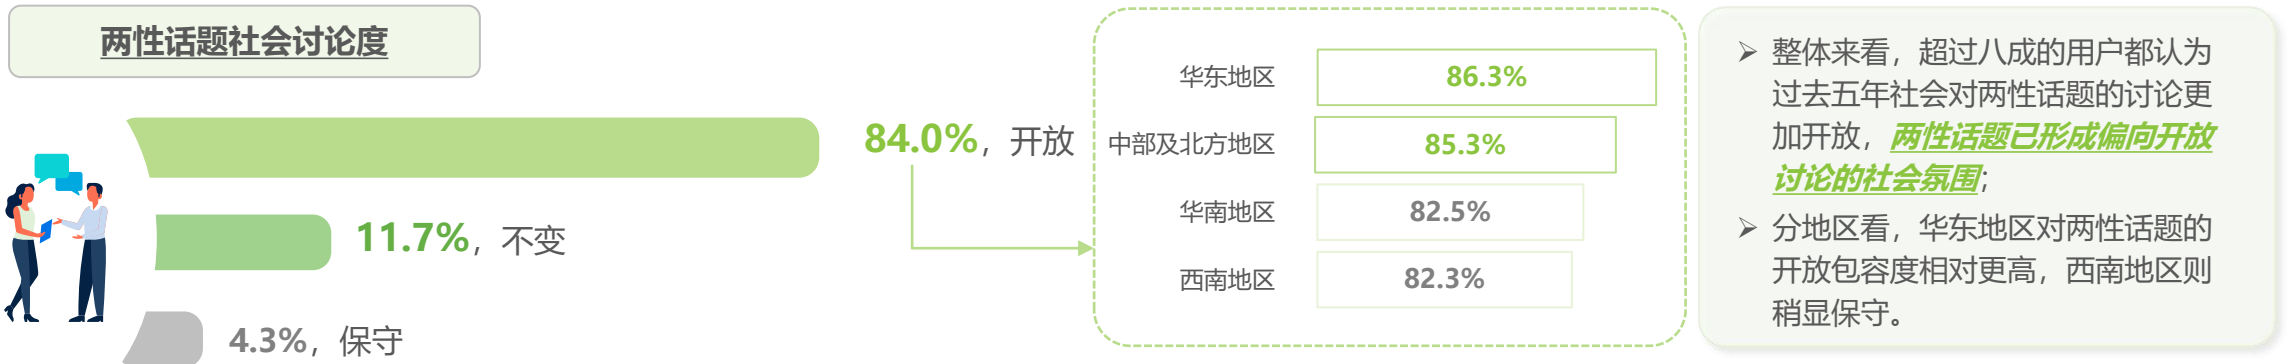 两性话题社会讨论度
84.0%，开放
11.7%，不变
4.3%，保守
华东地区 86.3%
中部及北方地区 85.3%
华南地区 82.5%
西南地区 82.3%
➢ 整体来看，超过八成的用户都认为
过去五年社会对两性话题的讨论更
加开放，两性话题已形成偏向开放
讨论的社会氛围；
➢ 分地区看，华东地区对两性话题的
开放包容度相对更高，西南地区则
稍显保守。